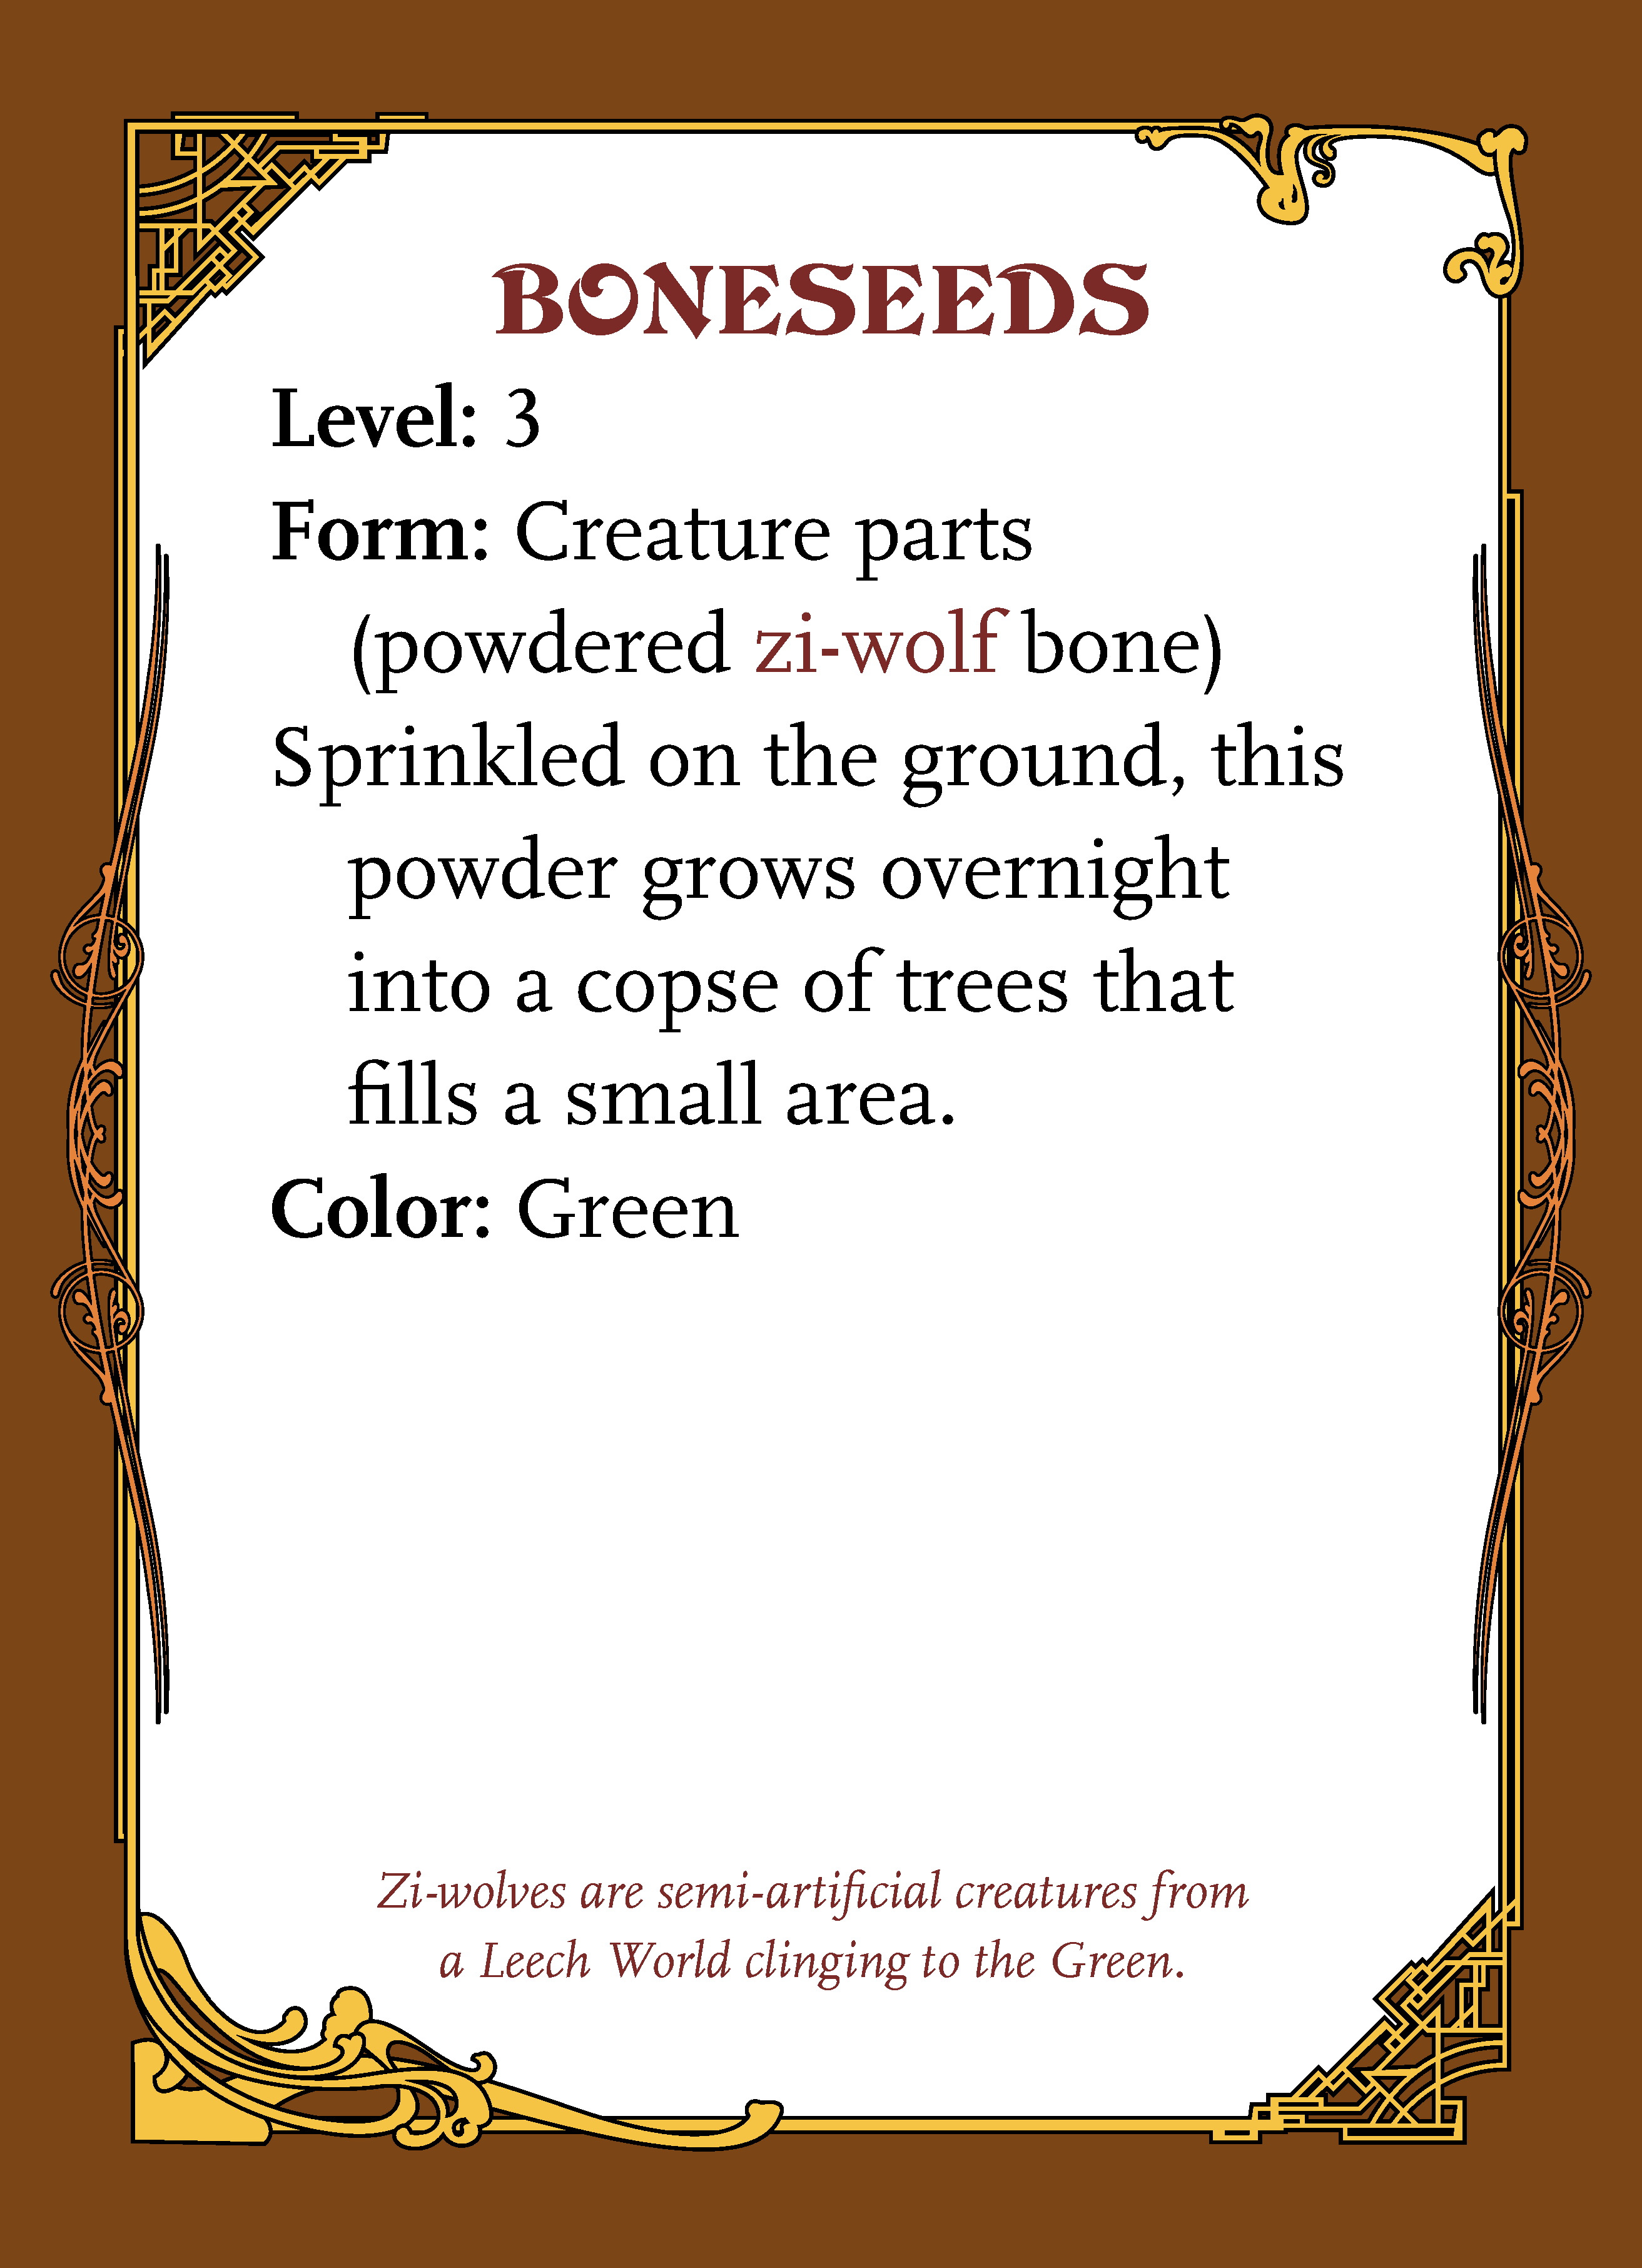 BONESEEDS
Level: 3
Form: Creature parts
(powdered zi-wolf bone)
Sprinkled on the ground, this
powder grows overnight
into a copse of trees that
fills a small area.
Color: Green
Zi-wolves are semi-artificial creatures from
a Leech World clinging to the Green.